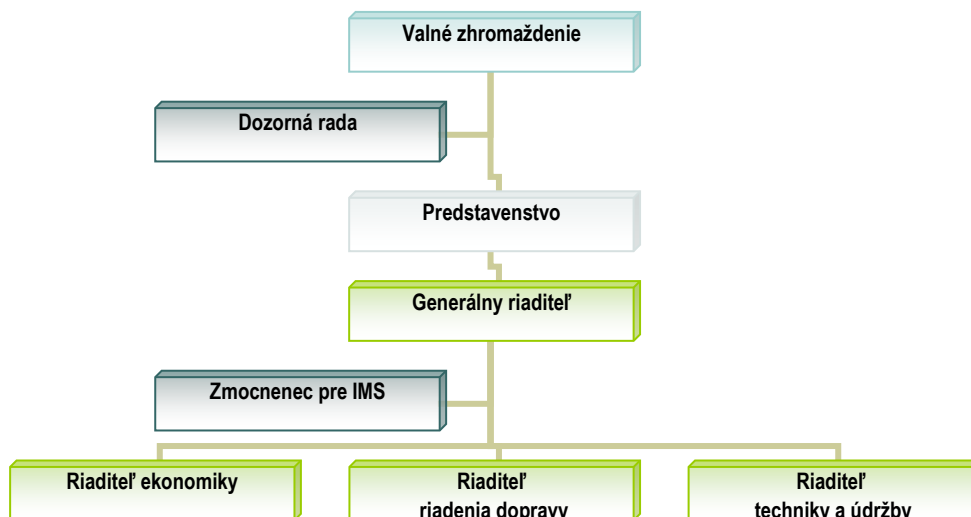 Valné zhromaždenie
Dozorná rada
Predstavenstvo
Generálny riaditeľ
Zmocnenec pre IMS
Riaditeľ ekonomiky
Riaditeľ
riadenia dopravy
Riaditeľ
techniky a údržby